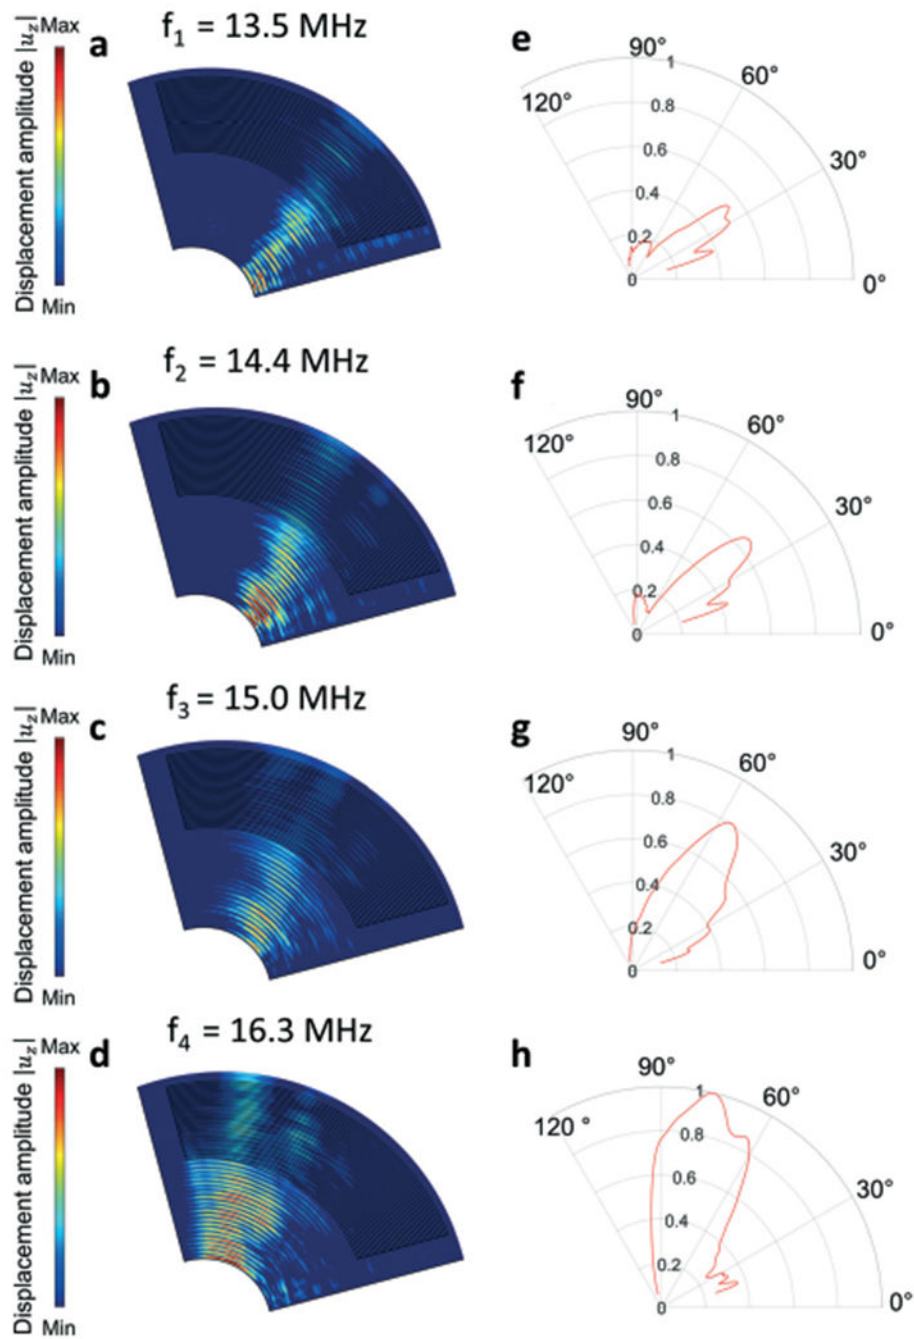 f1 = 13.5 MHz
a
Displacement amplitude |uz|
Max
Min
e
90°
60°
120°
30°
0°
1
0.8
0.6
0.4
0.2
0
f2 = 14.4 MHz
b
Displacement amplitude |uz|
Max
Min
f
90°
60°
120°
30°
0°
1
0.8
0.6
0.4
0.2
0
f3 = 15.0 MHz
c
Displacement amplitude |uz|
Max
Min
g
90°
60°
120°
30°
0°
1
0.8
0.6
0.4
0.2
0
f4 = 16.3 MHz
d
Displacement amplitude |uz|
Max
Min
h
90°
60°
120 °
30°
0°
1
0.8
0.6
0.4
0.2
0